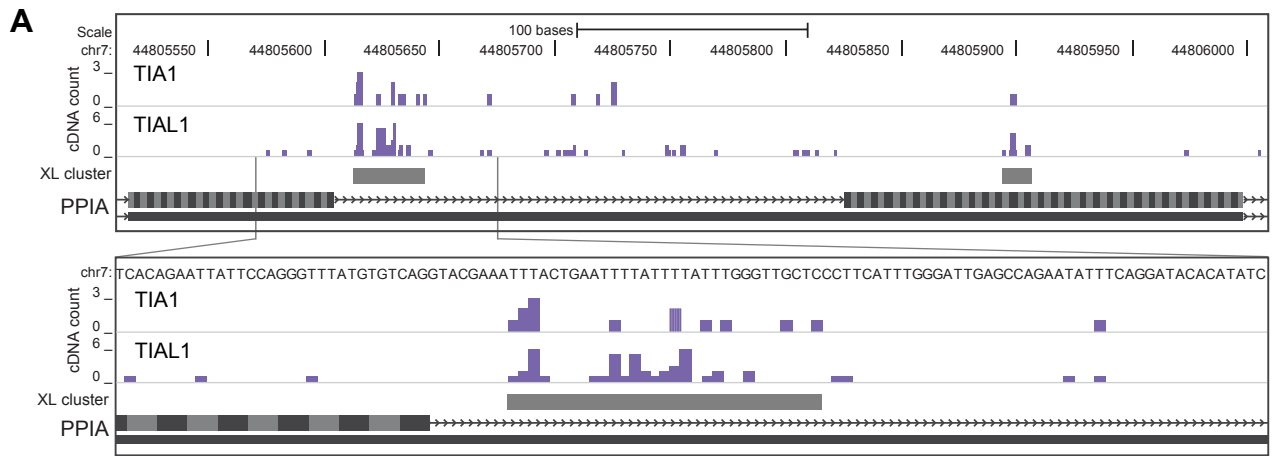 A
Scale 100 bases
chr7: 44805550 44805600 44805650 44805700 44805750 44805800 44805850 44805900 44805950 44806000
cDNA count
3
TIA1
0
6
TIAL1
0
XL cluster
PPIA
chr7: TCACAGAATTATTCCAGGGTTTATGTGTCAGGTACGAAATTTACTGAATTTTATTTTATTTGGGTTGCTCCCTTCATTTGGGATTGAGCCAGAATATTTCAGGATACACATATC
cDNA count
3
TIA1
0
6
TIAL1
0
XL cluster
PPIA